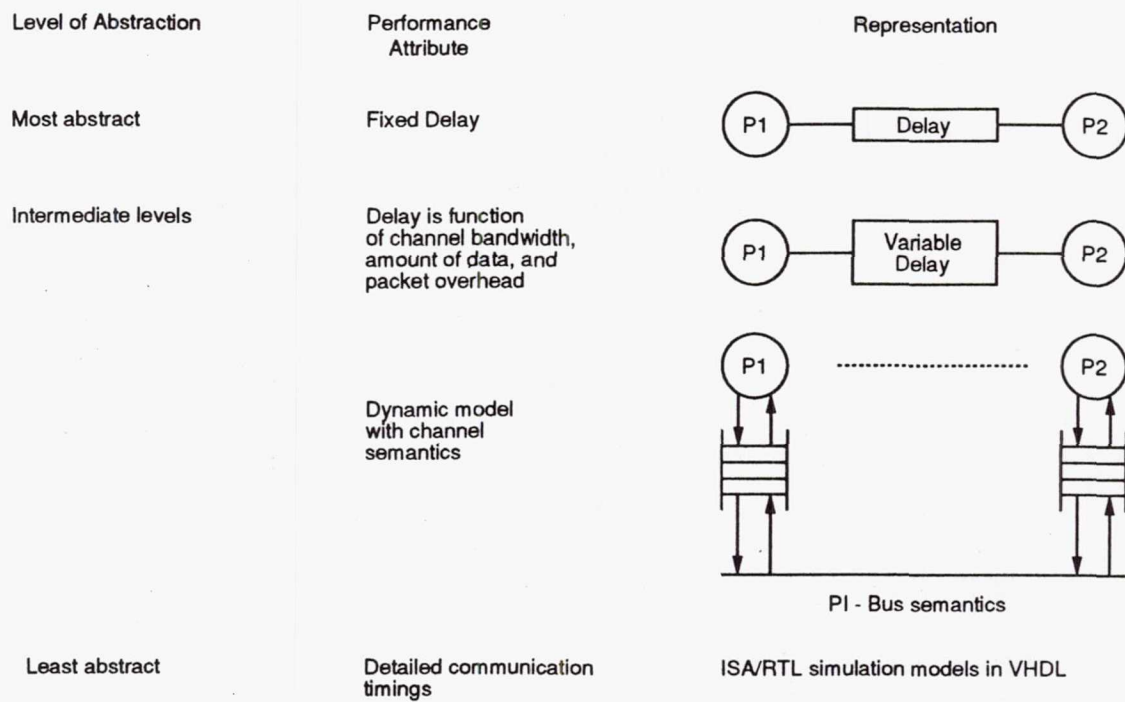 Level of Abstraction
Performance
Attribute
Representation
Most abstract
Fixed Delay
P1
Delay
P2
Intermediate levels
Delay is function
of channel bandwidth,
amount of data, and
packet overhead
P1
Variable
Delay
P2
Dynamic model
with channel
semantics
P1
P2
PI - Bus semantics
Least abstract
Detailed communication
timings
ISA/RTL simulation models in VHDL